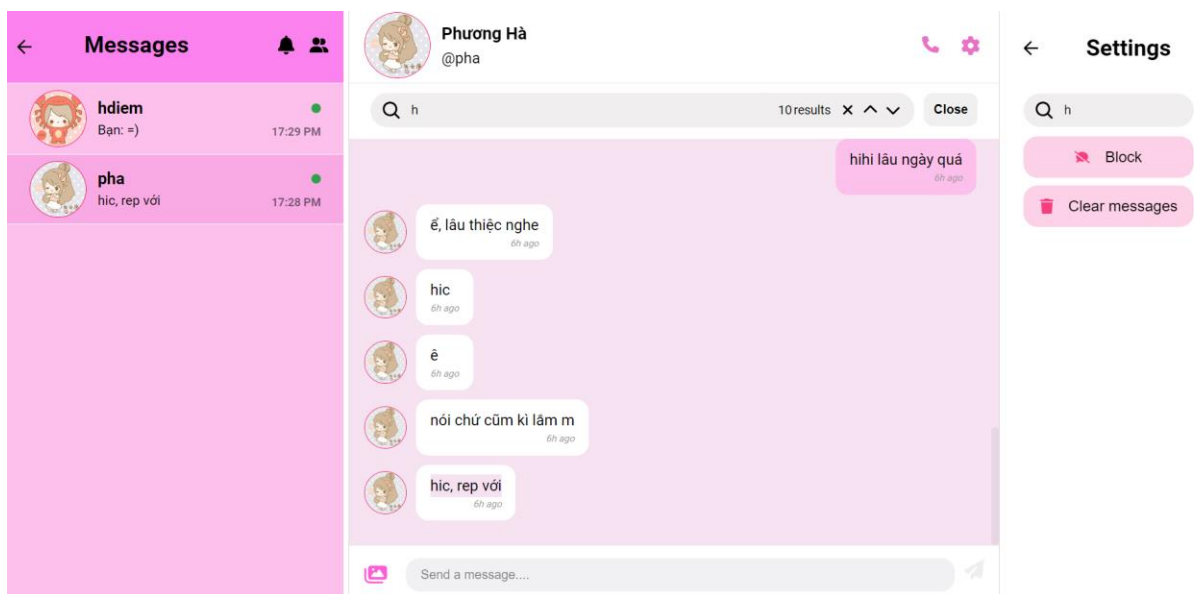 Messages
hdiem
Bạn: =)
17:29 PM
pha
hic, rep với
17:28 PM
Phương Hà
@pha
h
10 results
Close
hihi lâu ngày quá
6h ago
ể, lâu thiệc nghe
6h ago
hic
6h ago
ê
6h ago
nói chứ cũm kì lâm m
6h ago
hic, rep với
6h ago
Send a message....
Settings
h
Block
Clear messages